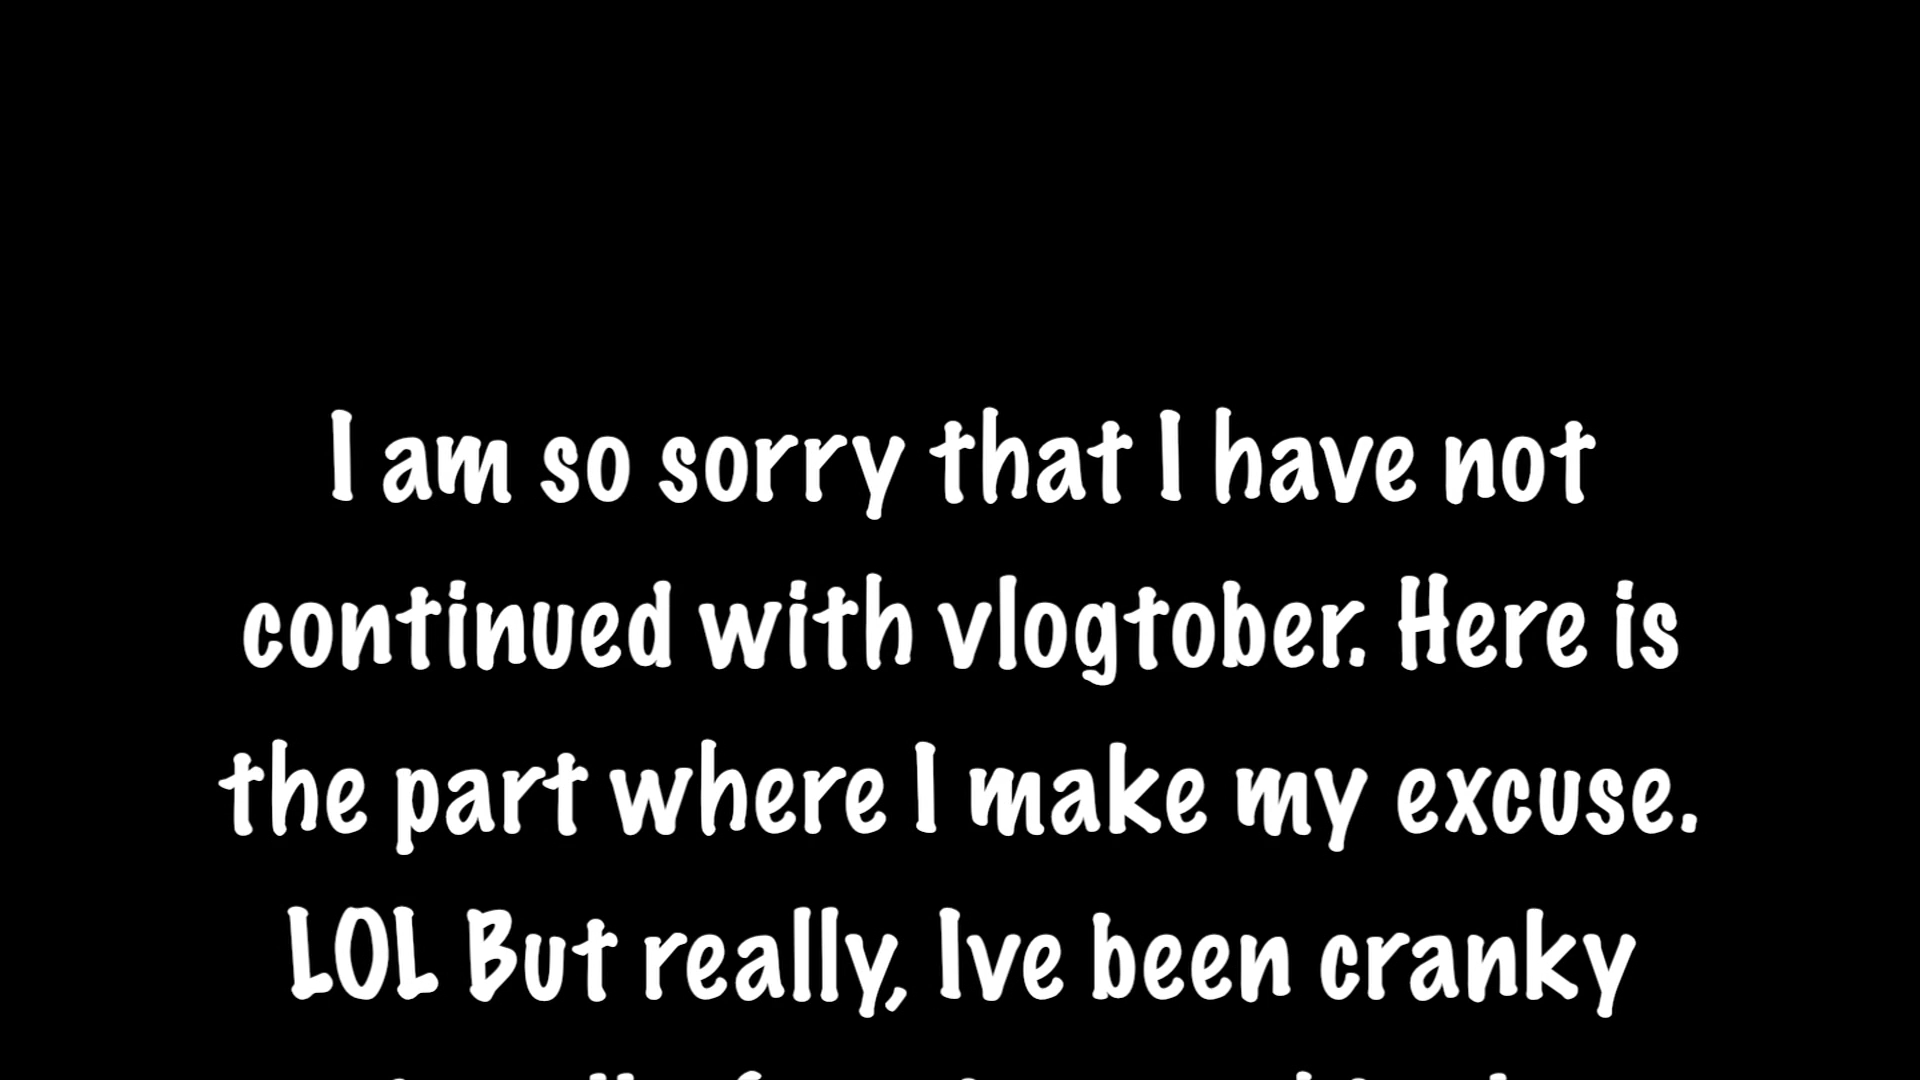 I am so sorry that I have not
continued with vlogtober. Here is
the part where I make my excuse.
LOL But really, Ive been cranky